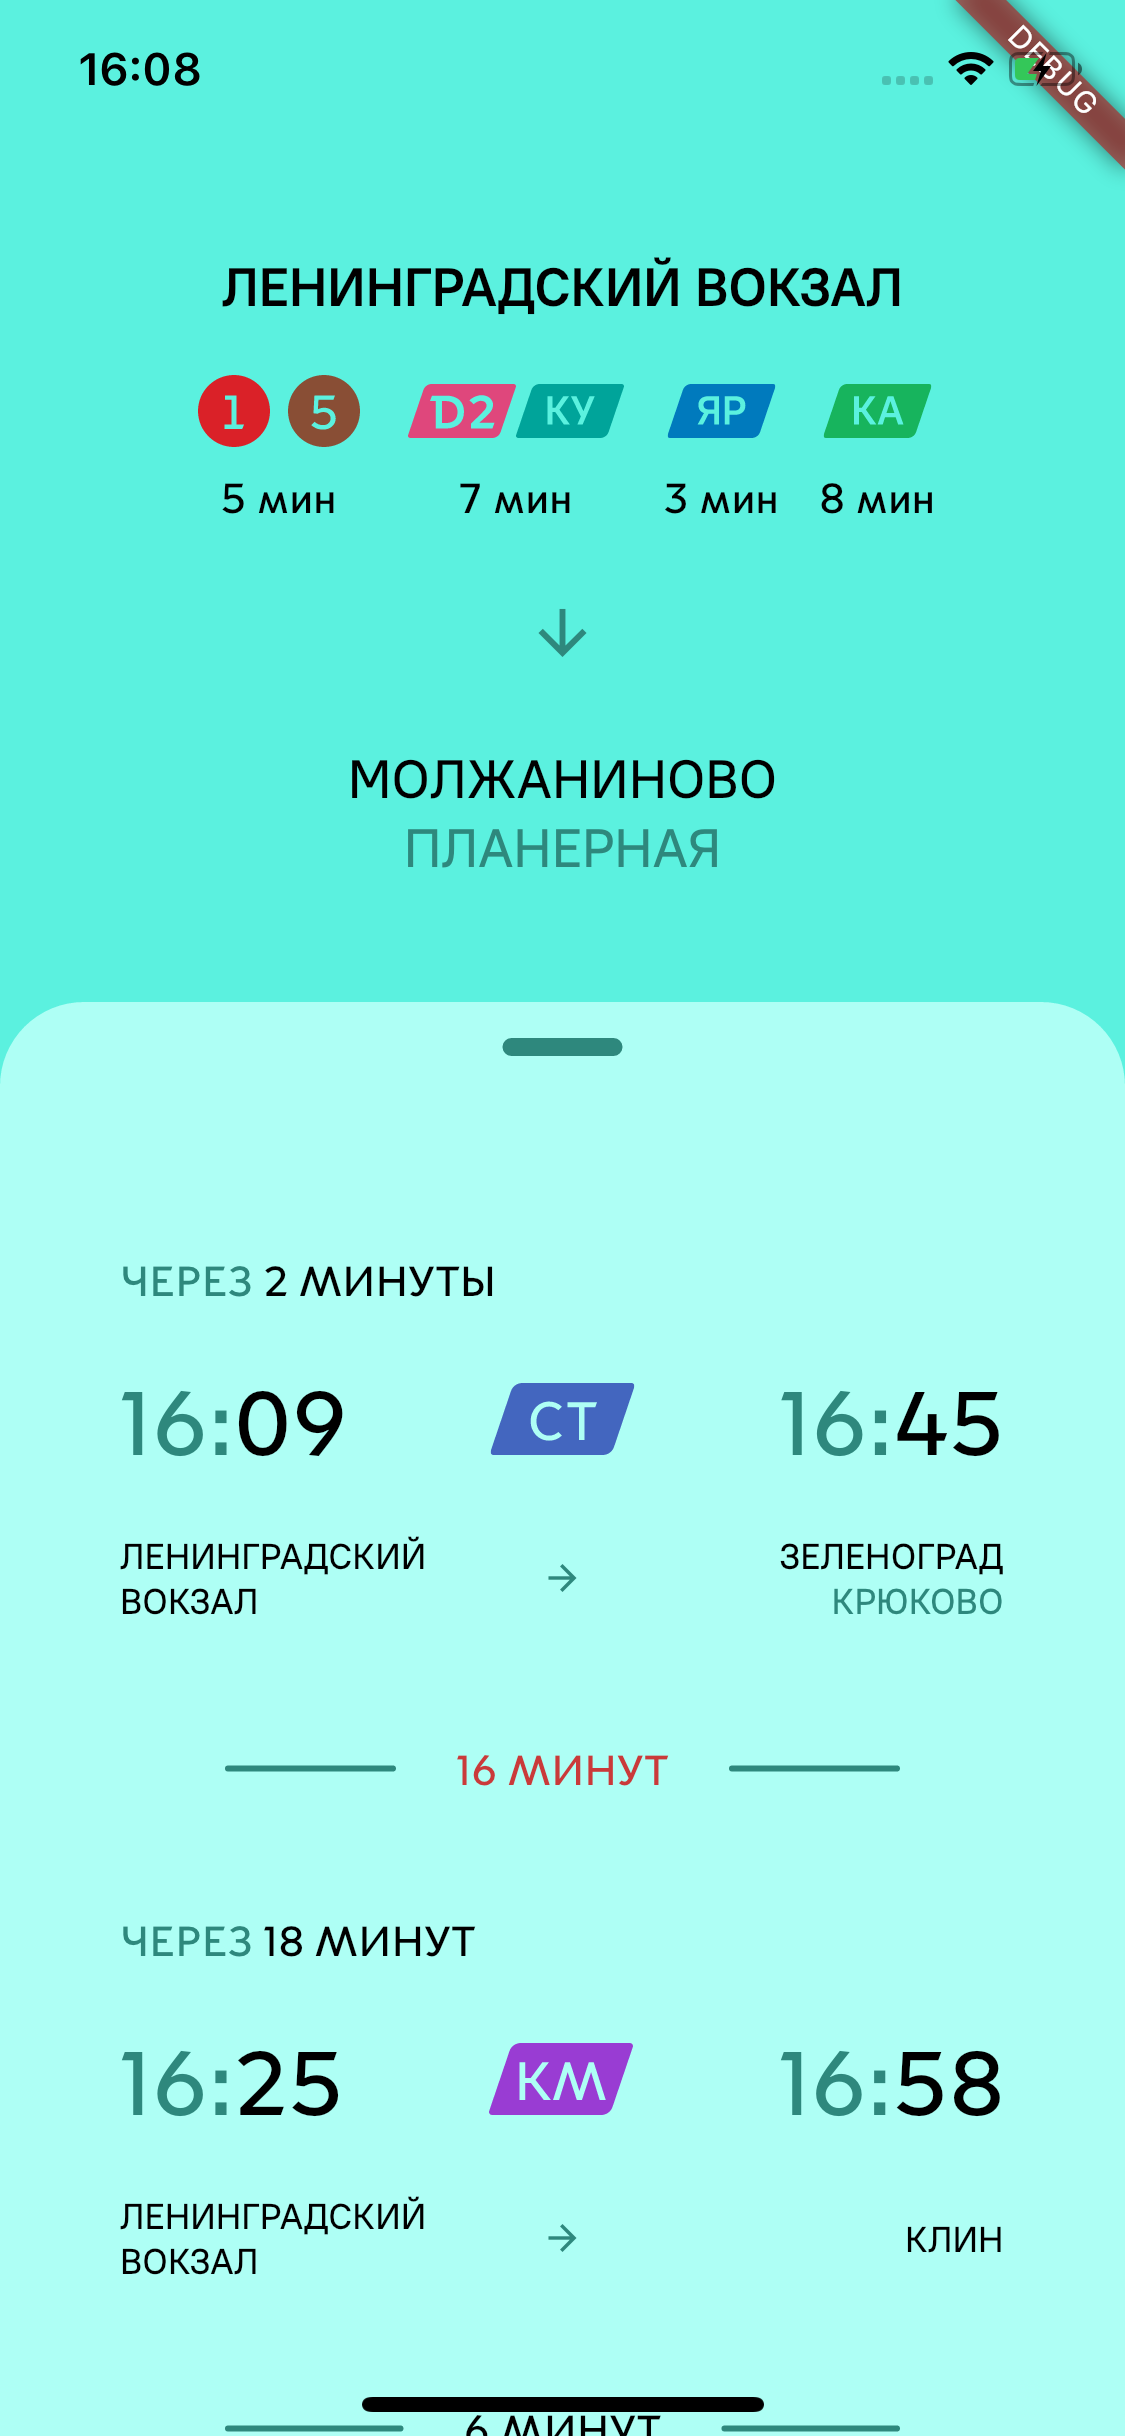 16:08
DEBUG
ЛЕНИНГРАДСКИЙ ВОКЗАЛ
1 5 D2 КУ ЯР КА
5 мин 7 мин 3 мин 8 мин
МОЛЖАНИНОВО
ПЛАНЕРНАЯ
ЧЕРЕЗ 2 МИНУТЫ
16:09 СТ 16:45
ЛЕНИНГРАДСКИЙ ЗЕЛЕНОГРАД
ВОКЗАЛ КРЮКОВО
16 МИНУТ
ЧЕРЕЗ 18 МИНУТ
16:25 КМ 16:58
ЛЕНИНГРАДСКИЙ
ВОКЗАЛ
КЛИН
6 МИНУТ